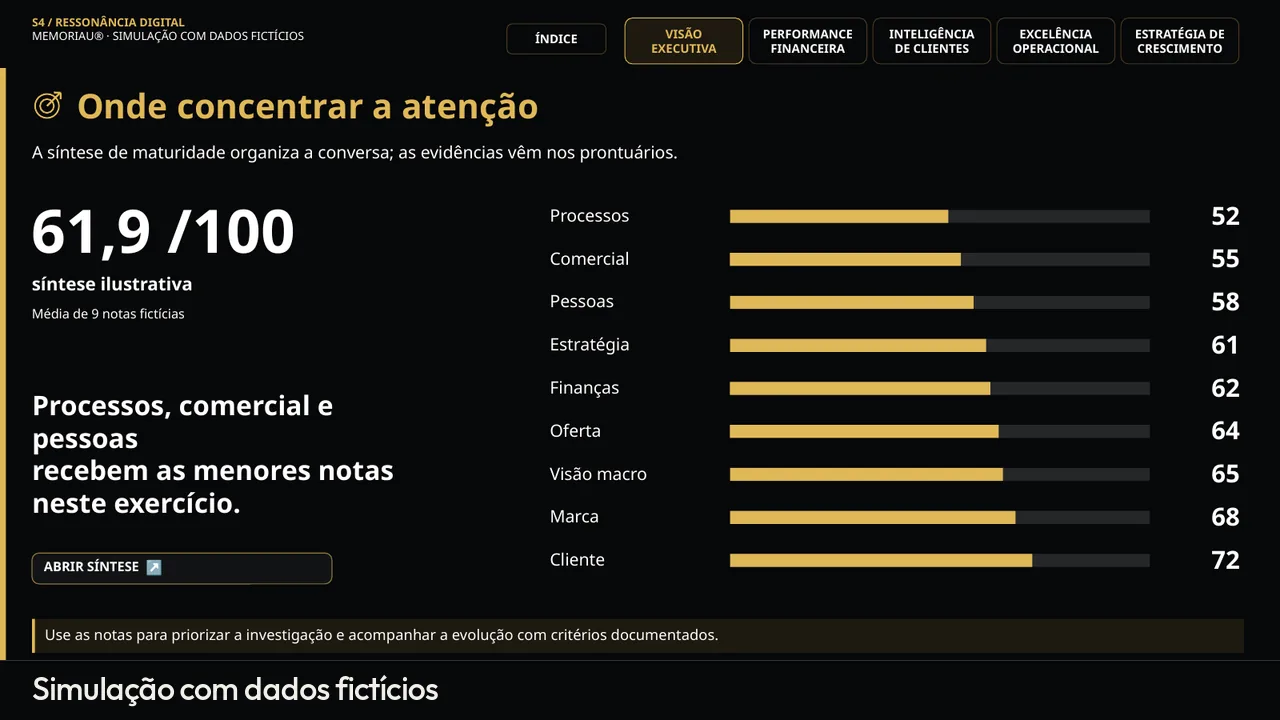 S4 / RESSONÂNCIA DIGITAL
MEMORIAU® · SIMULAÇÃO COM DADOS FICTÍCIOS
ÍNDICE
VISÃO
EXECUTIVA
PERFORMANCE
FINANCEIRA
INTELIGÊNCIA
DE CLIENTES
EXCELÊNCIA
OPERACIONAL
ESTRATÉGIA DE
CRESCIMENTO
Onde concentrar a atenção
A síntese de maturidade organiza a conversa; as evidências vêm nos prontuários.
61,9 /100
síntese ilustrativa
Média de 9 notas fictícias
Processos, comercial e
pessoas
recebem as menores notas
neste exercício.
ABRIR SÍNTESE ↗
Processos 52
Comercial 55
Pessoas 58
Estratégia 61
Finanças 62
Oferta 64
Visão macro 65
Marca 68
Cliente 72
Use as notas para priorizar a investigação e acompanhar a evolução com critérios documentados.
Simulação com dados fictícios